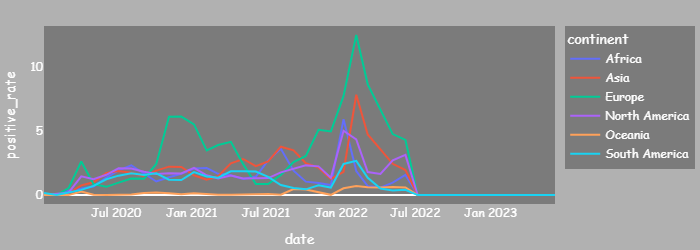 continent
Africa
Asia
Europe
North America
Oceania
South America
positive_rate
10
5
0
Jul 2020
Jan 2021
Jul 2021
Jan 2022
Jul 2022
Jan 2023
date